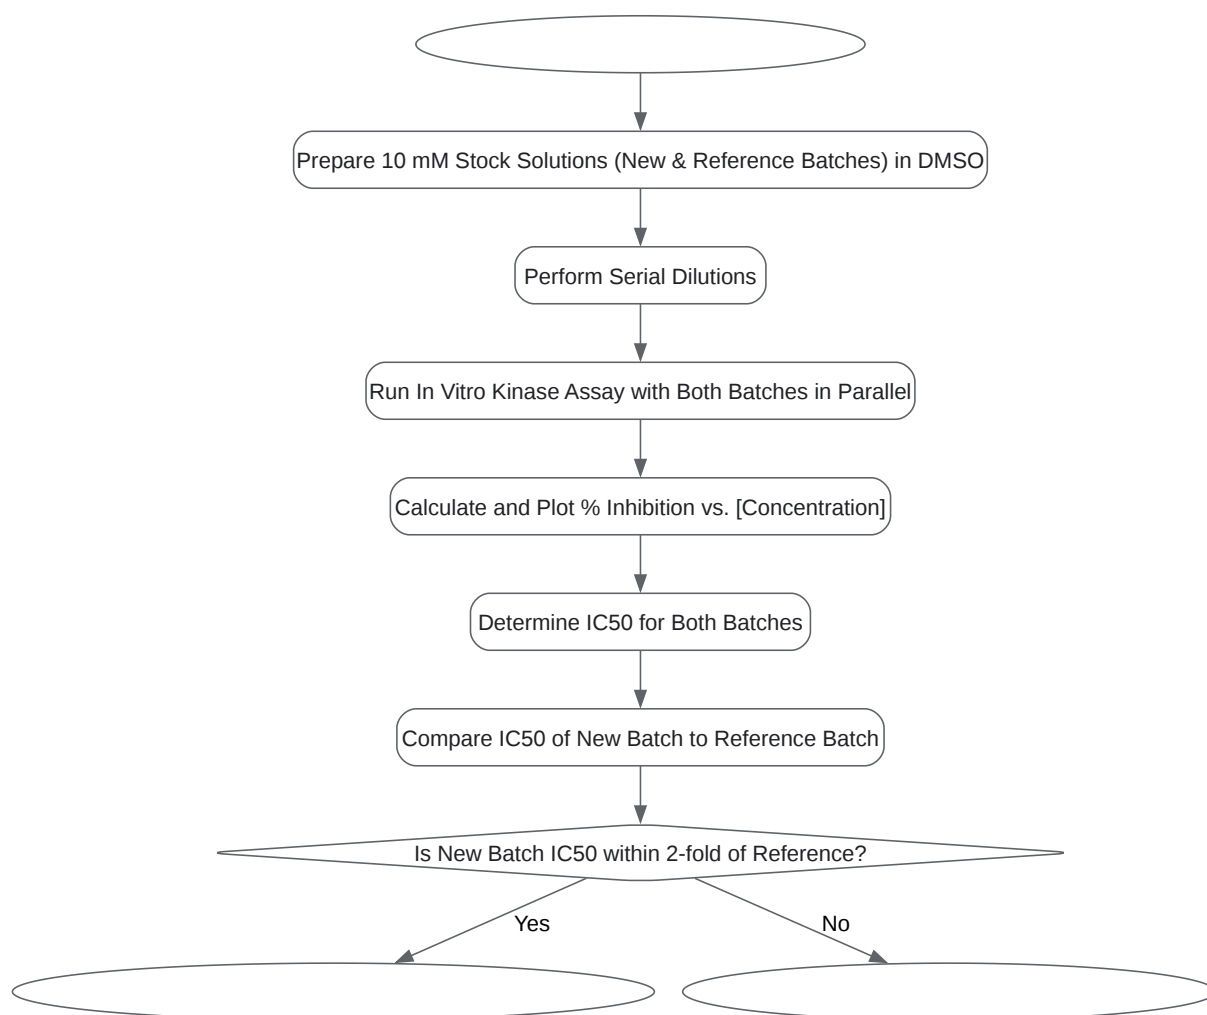 Prepare 10 mM Stock Solutions (New & Reference Batches) in DMSO
Perform Serial Dilutions
Run In Vitro Kinase Assay with Both Batches in Parallel
Calculate and Plot % Inhibition vs. [Concentration]
Determine IC50 for Both Batches
Compare IC50 of New Batch to Reference Batch
Is New Batch IC50 within 2-fold of Reference?
Yes
No